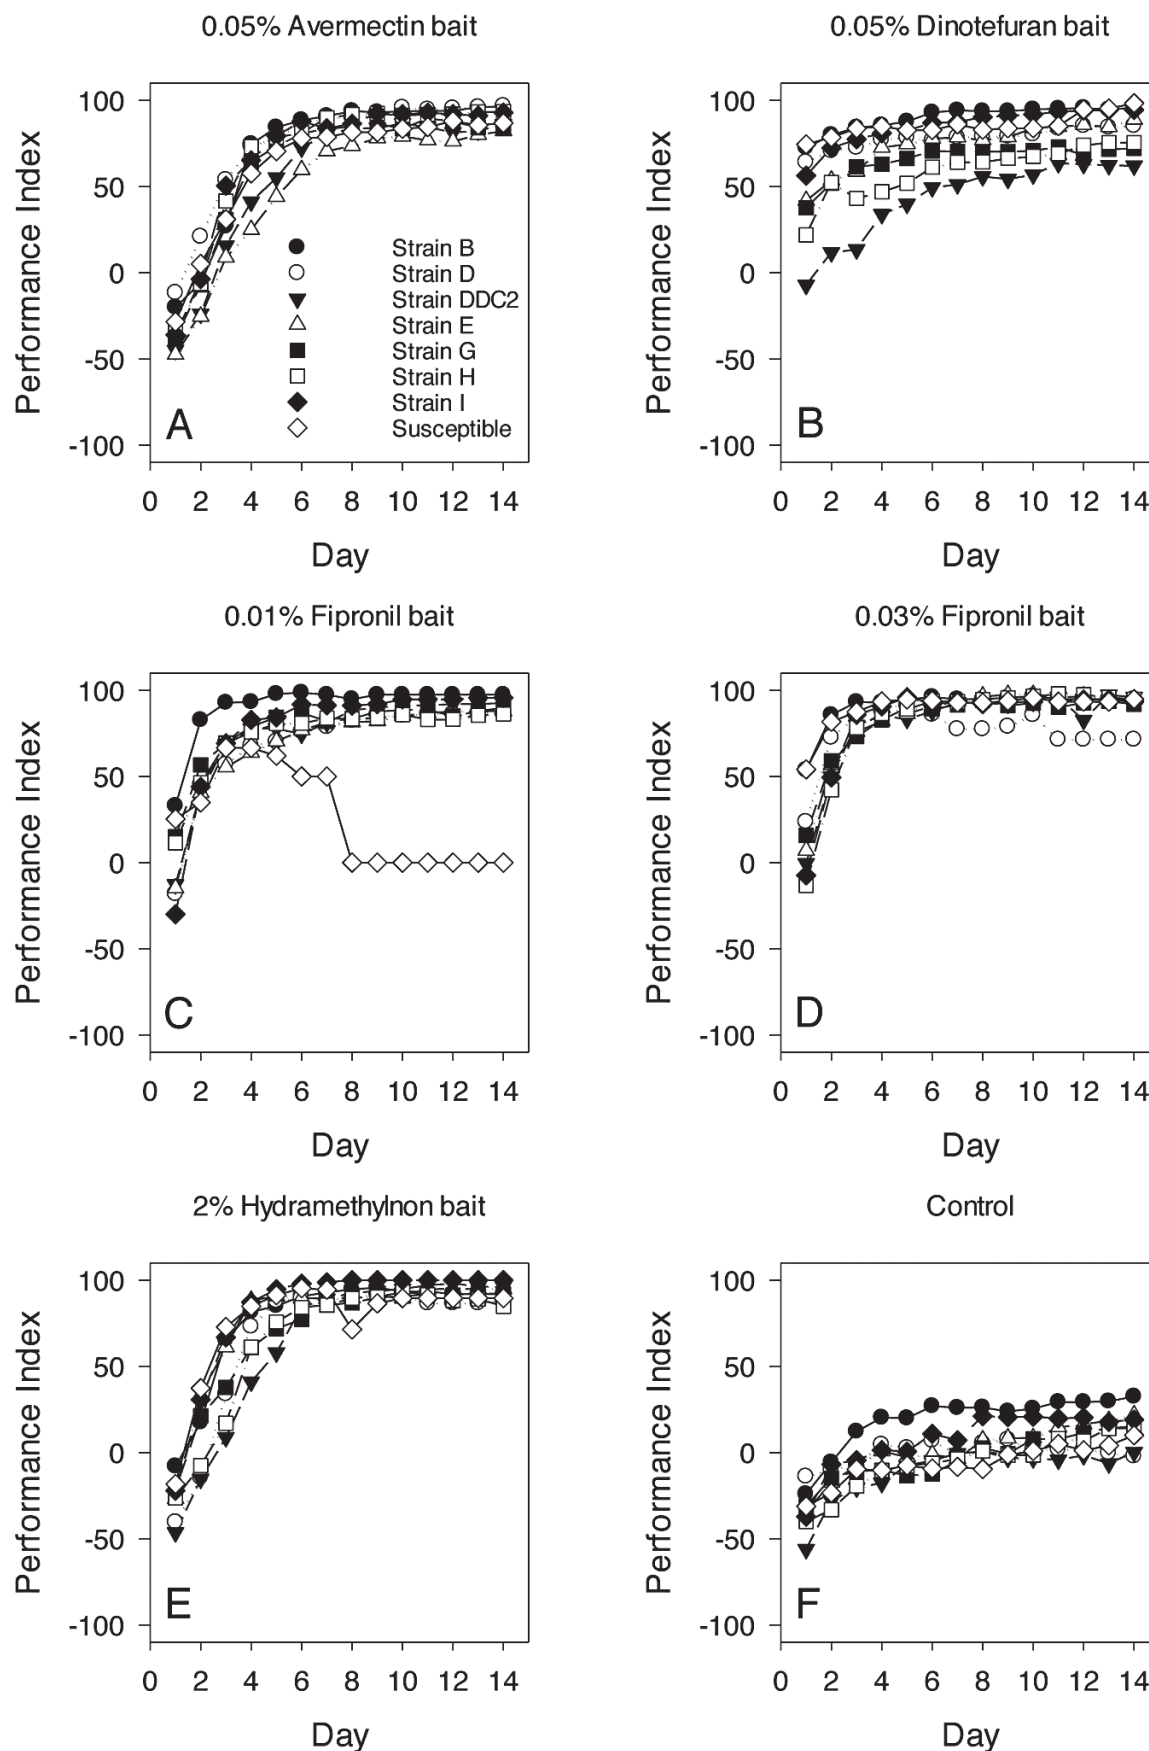 0.05% Avermectin bait
0.05% Dinotefuran bait
Performance Index
100
50
0
-50
-100
Strain B
Strain D
Strain DDC2
Strain E
Strain G
Strain H
Strain I
Susceptible
A
0 2 4 6 8 10 12 14
Day
Performance Index
100
50
0
-50
-100
B
0 2 4 6 8 10 12 14
Day
0.01% Fipronil bait
0.03% Fipronil bait
Performance Index
100
50
0
-50
-100
C
0 2 4 6 8 10 12 14
Day
Performance Index
100
50
0
-50
-100
D
0 2 4 6 8 10 12 14
Day
2% Hydramethylnon bait
Control
Performance Index
100
50
0
-50
-100
E
0 2 4 6 8 10 12 14
Day
Performance Index
100
50
0
-50
-100
F
0 2 4 6 8 10 12 14
Day